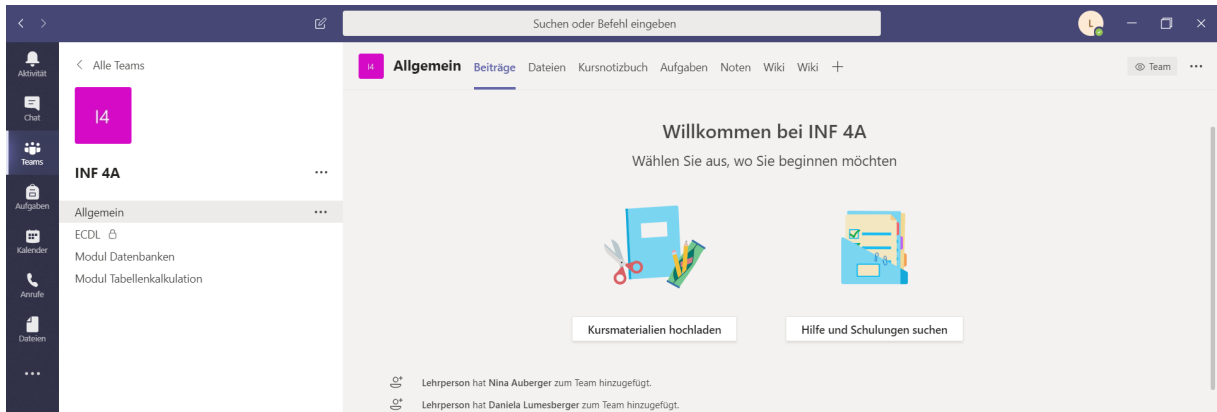 Suchen oder Befehl eingeben
L
Aktivität
Chat
Teams
Aufgaben
Kalender
Anrufe
Dateien
Alle Teams
I4
INF 4A
Allgemein
ECDL
Modul Datenbanken
Modul Tabellenkalkulation
I4 Allgemein Beiträge Dateien Kursnotizbuch Aufgaben Noten Wiki Wiki Team
Willkommen bei INF 4A
Wählen Sie aus, wo Sie beginnen möchten
Kursmaterialien hochladen Hilfe und Schulungen suchen
Lehrperson hat Nina Auberger zum Team hinzugefügt.
Lehrperson hat Daniela Lumesberger zum Team hinzugefügt.